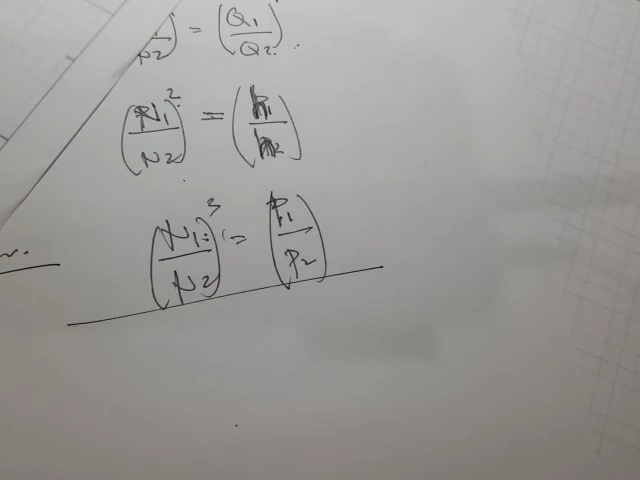 (N1/N2)' = (Q1/Q2)'
(N1/N2)^2 = (h1/h2)
(N1/N2)^3 = (P1/P2)